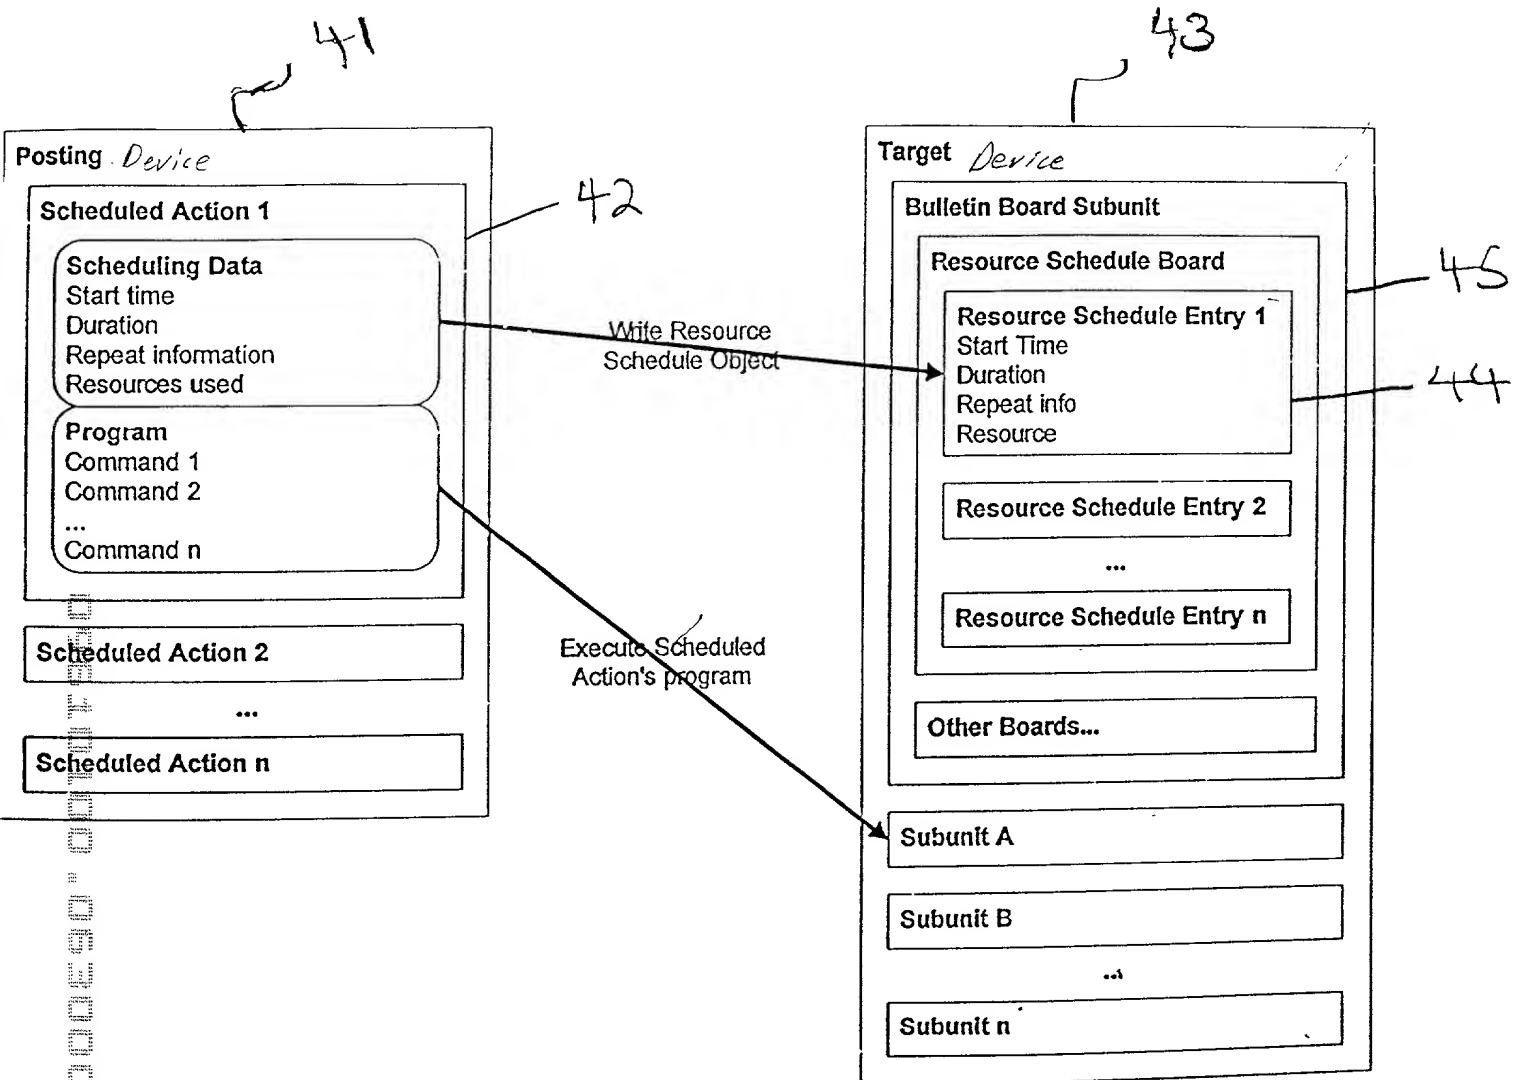 41
43
Posting Device
Scheduled Action 1
42
Scheduling Data
Start time
Duration
Repeat information
Resources used
Program
Command 1
Command 2
...
Command n
Scheduled Action 2
...
Scheduled Action n
Write Resource
Schedule Object
Execute Scheduled
Action's program
Target Device
Bulletin Board Subunit
Resource Schedule Board
45
Resource Schedule Entry 1
Start Time
Duration
Repeat info
Resource
44
Resource Schedule Entry 2
...
Resource Schedule Entry n
Other Boards...
Subunit A
Subunit B
...
Subunit n